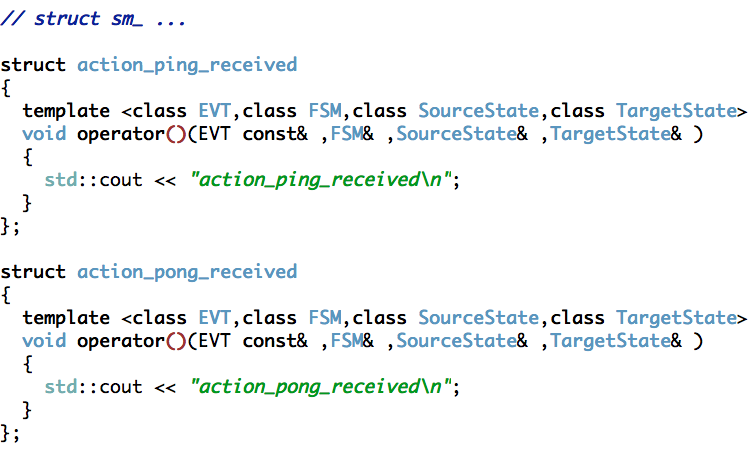 // struct sm_ ...

struct action_ping_received
{
  template <class EVT,class FSM,class SourceState,class TargetState>
  void operator()(EVT const& ,FSM& ,SourceState& ,TargetState& )
  {
    std::cout << "action_ping_received\n";
  }
};

struct action_pong_received
{
  template <class EVT,class FSM,class SourceState,class TargetState>
  void operator()(EVT const& ,FSM& ,SourceState& ,TargetState& )
  {
    std::cout << "action_pong_received\n";
  }
};